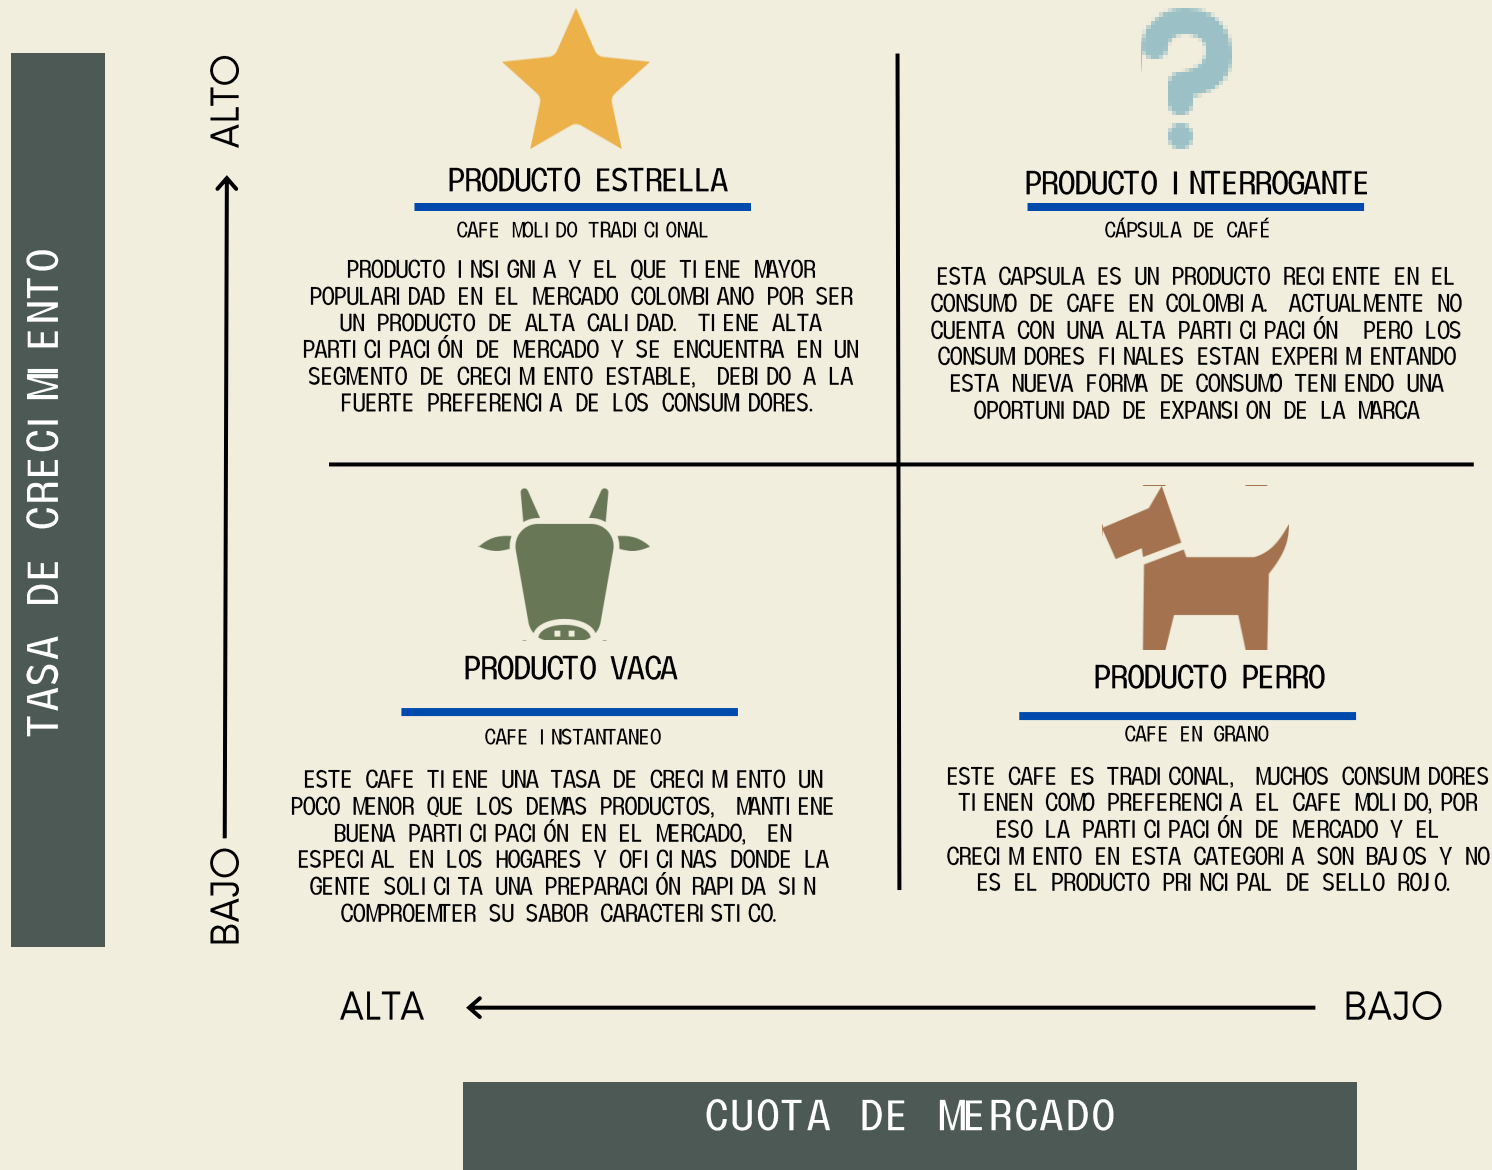 TASA DE CRECIMIENTO
ALTO
BAJO
PRODUCTO ESTRELLA
CAFE MOLIDO TRADICIONAL
PRODUCTO INSIGNIA Y EL QUE TIENE MAYOR
POPULARIDAD EN EL MERCADO COLOMBIANO POR SER
UN PRODUCTO DE ALTA CALIDAD. TIENE ALTA
PARTICIPACIÓN DE MERCADO Y SE ENCUENTRA EN UN
SEGMENTO DE CRECIMIENTO ESTABLE, DEBIDO A LA
FUERTE PREFERENCIA DE LOS CONSUMIDORES.
PRODUCTO INTERROGANTE
CÁPSULA DE CAFÉ
ESTA CAPSULA ES UN PRODUCTO RECIENTE EN EL
CONSUMO DE CAFE EN COLOMBIA. ACTUALMENTE NO
CUENTA CON UNA ALTA PARTICIPACIÓN PERO LOS
CONSUMIDORES FINALES ESTAN EXPERIMENTANDO
ESTA NUEVA FORMA DE CONSUMO TENIENDO UNA
OPORTUNIDAD DE EXPANSION DE LA MARCA
PRODUCTO VACA
CAFE INSTANTANEO
ESTE CAFE TIENE UNA TASA DE CRECIMIENTO UN
POCO MENOR QUE LOS DEMAS PRODUCTOS, MANTIENE
BUENA PARTICIPACIÓN EN EL MERCADO, EN
ESPECIAL EN LOS HOGARES Y OFICINAS DONDE LA
GENTE SOLICITA UNA PREPARACIÓN RAPIDA SIN
COMPROEMTER SU SABOR CARACTERISTICO.
PRODUCTO PERRO
CAFE EN GRANO
ESTE CAFE ES TRADICONAL, MUCHOS CONSUMIDORES
TIENEN COMO PREFERENCIA EL CAFE MOLIDO, POR
ESO LA PARTICIPACIÓN DE MERCADO Y EL
CRECIMIENTO EN ESTA CATEGORIA SON BAJOS Y NO
ES EL PRODUCTO PRINCIPAL DE SELLO ROJO.
ALTA
BAJO
CUOTA DE MERCADO